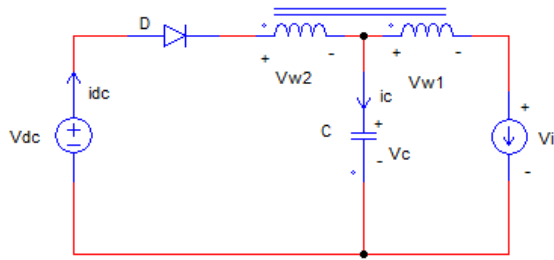 D
+ - + -
Vw2 Vw1
idc ic
Vdc + - C + Vc - + Vi -